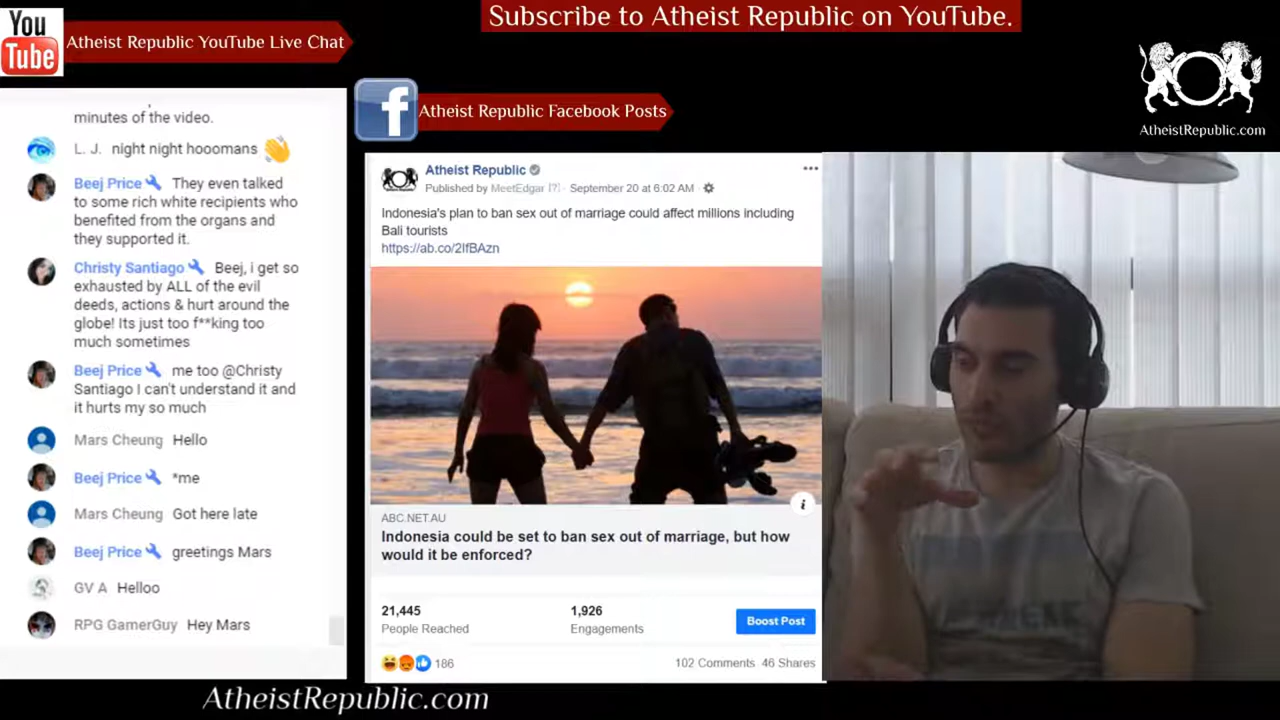 Subscribe to Atheist Republic on YouTube.
You
Tube
Atheist Republic YouTube Live Chat
AtheistRepublic.com
minutes of the video.
L. J. night night hooomans
Beej Price They even talked
to some rich white recipients who
benefited from the organs and
they supported it.
Christy Santiago Beej, i get so
exhausted by ALL of the evil
deeds, actions & hurt around the
globe! Its just too f**king too
much sometimes
Beej Price me too @Christy
Santiago I can't understand it and
it hurts my so much
Mars Cheung Hello
Beej Price *me
Mars Cheung Got here late
Beej Price greetings Mars
GV A Helloo
RPG GamerGuy Hey Mars
f
Atheist Republic Facebook Posts
Atheist Republic
Published by MeetEdgar [?] · September 20 at 6:02 AM ·
Indonesia's plan to ban sex out of marriage could affect millions including
Bali tourists
https://ab.co/2lfBAzn
i
ABC.NET.AU
Indonesia could be set to ban sex out of marriage, but how
would it be enforced?
21,445
People Reached
1,926
Engagements
Boost Post
186
102 Comments 46 Shares
AtheistRepublic.com